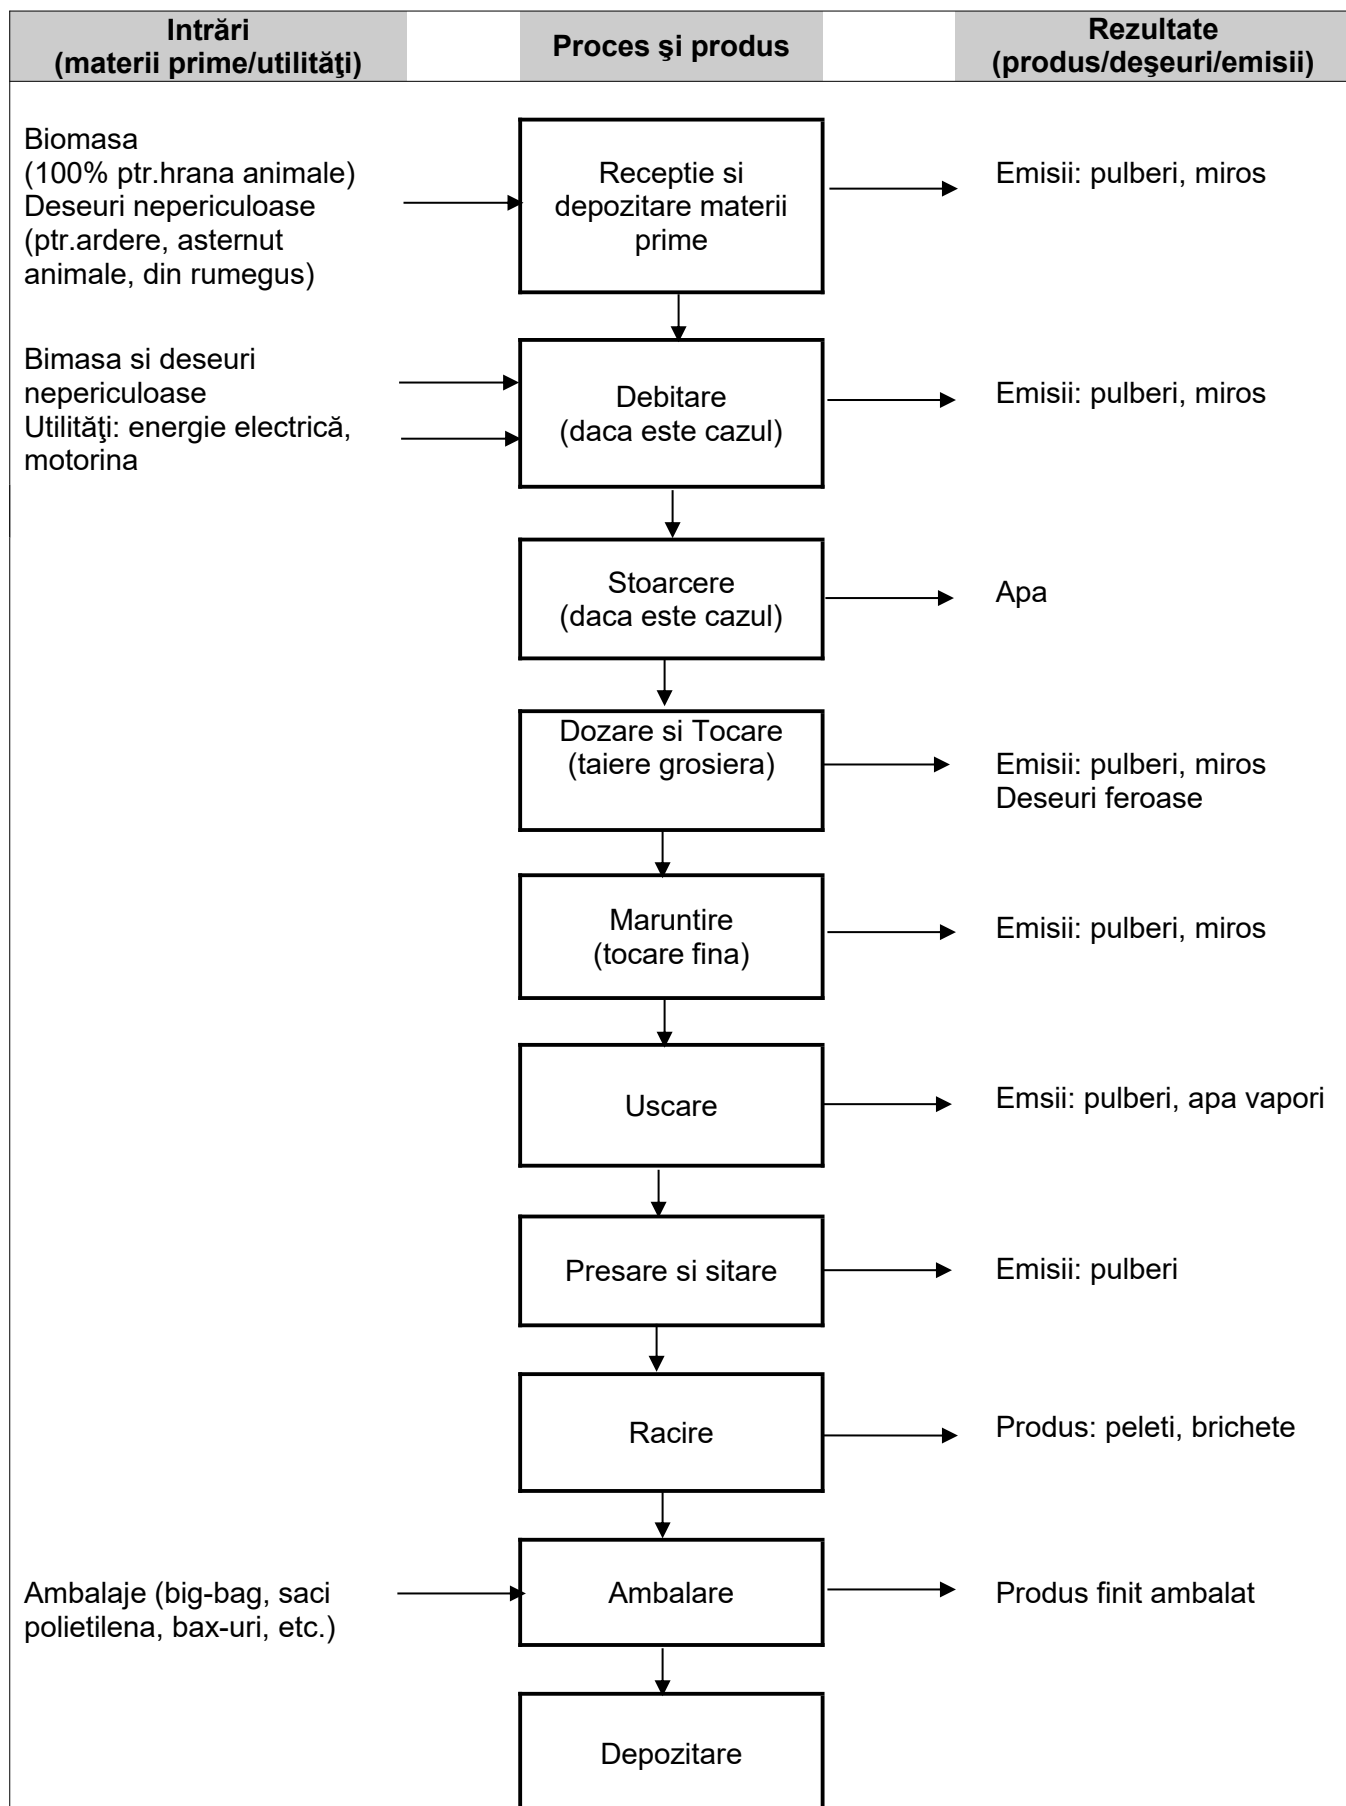 Intrări
(materii prime/utilităţi)
Proces şi produs
Rezultate
(produs/deşeuri/emisii)
Biomasa
(100% ptr.hrana animale)
Deseuri nepericuloase
(ptr.ardere, asternut
animale, din rumegus)
Receptie si
depozitare materii
prime
Emisii: pulberi, miros
Bimasa si deseuri
nepericuloase
Utilităţi: energie electrică,
motorina
Debitare
(daca este cazul)
Emisii: pulberi, miros
Stoarcere
(daca este cazul)
Apa
Dozare si Tocare
(taiere grosiera)
Emisii: pulberi, miros
Deseuri feroase
Maruntire
(tocare fina)
Emisii: pulberi, miros
Uscare
Emsii: pulberi, apa vapori
Presare si sitare
Emisii: pulberi
Racire
Produs: peleti, brichete
Ambalaje (big-bag, saci
polietilena, bax-uri, etc.)
Ambalare
Produs finit ambalat
Depozitare